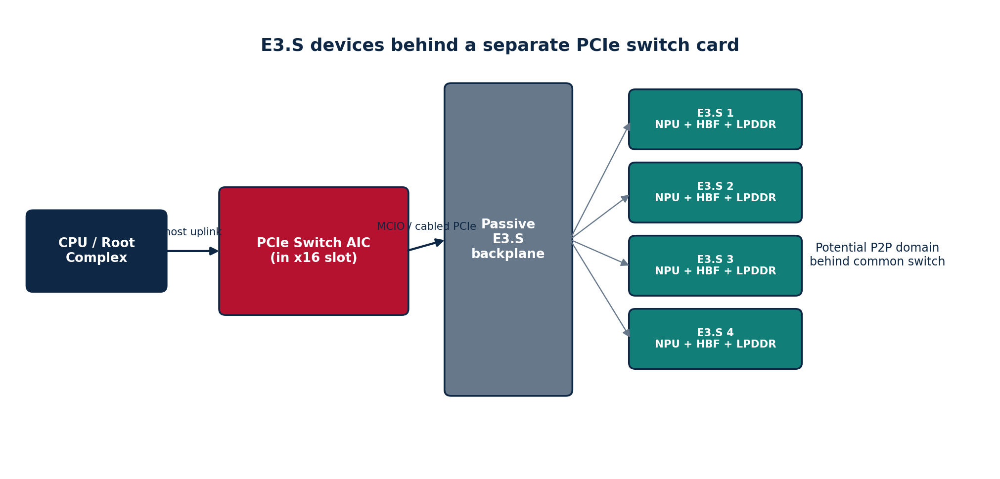 E3.S devices behind a separate PCIe switch card
CPU / Root
Complex
host uplink
PCIe Switch AIC
(in x16 slot)
MCIO / cabled PCIe
Passive
E3.S
backplane
E3.S 1
NPU + HBF + LPDDR
E3.S 2
NPU + HBF + LPDDR
E3.S 3
NPU + HBF + LPDDR
E3.S 4
NPU + HBF + LPDDR
Potential P2P domain
behind common switch